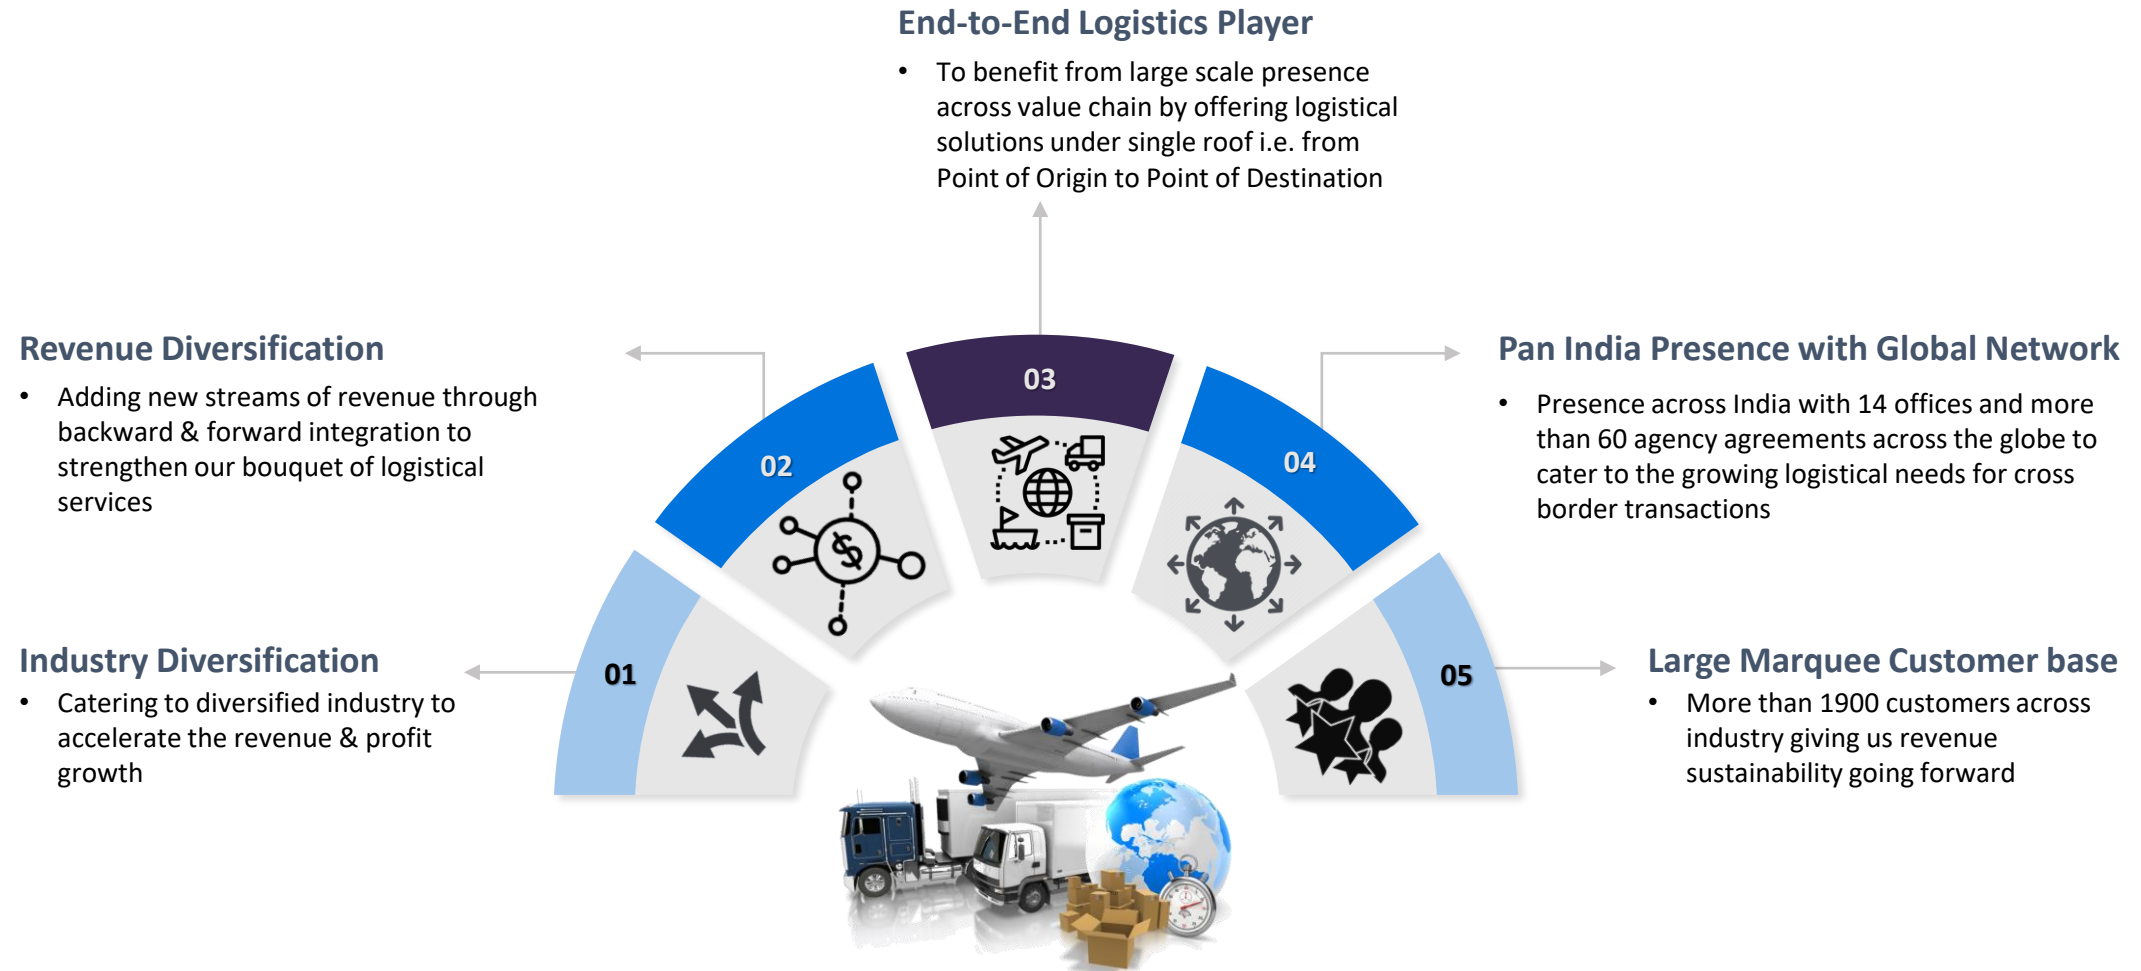 End-to-End Logistics Player
• To benefit from large scale presence
across value chain by offering logistical
solutions under single roof i.e. from
Point of Origin to Point of Destination
Revenue Diversification
• Adding new streams of revenue through
backward & forward integration to
strengthen our bouquet of logistical
services
Industry Diversification
• Catering to diversified industry to
accelerate the revenue & profit
growth
01
02
03
04
05
Pan India Presence with Global Network
• Presence across India with 14 offices and more
than 60 agency agreements across the globe to
cater to the growing logistical needs for cross
border transactions
Large Marquee Customer base
• More than 1900 customers across
industry giving us revenue
sustainability going forward